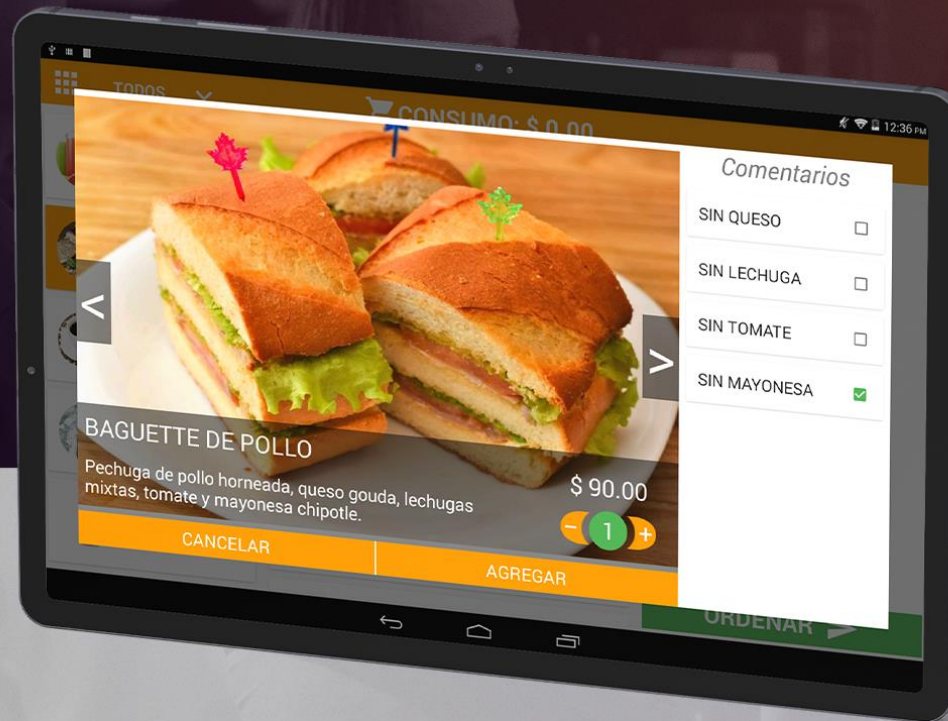 12:36 PM
TODOS
CONSUMO: $ 0.00
Comentarios
SIN QUESO
SIN LECHUGA
SIN TOMATE
SIN MAYONESA
<
>
BAGUETTE DE POLLO
Pechuga de pollo horneada, queso gouda, lechugas
mixtas, tomate y mayonesa chipotle.
$ 90.00
- 1 +
CANCELAR
AGREGAR
ORDENAR